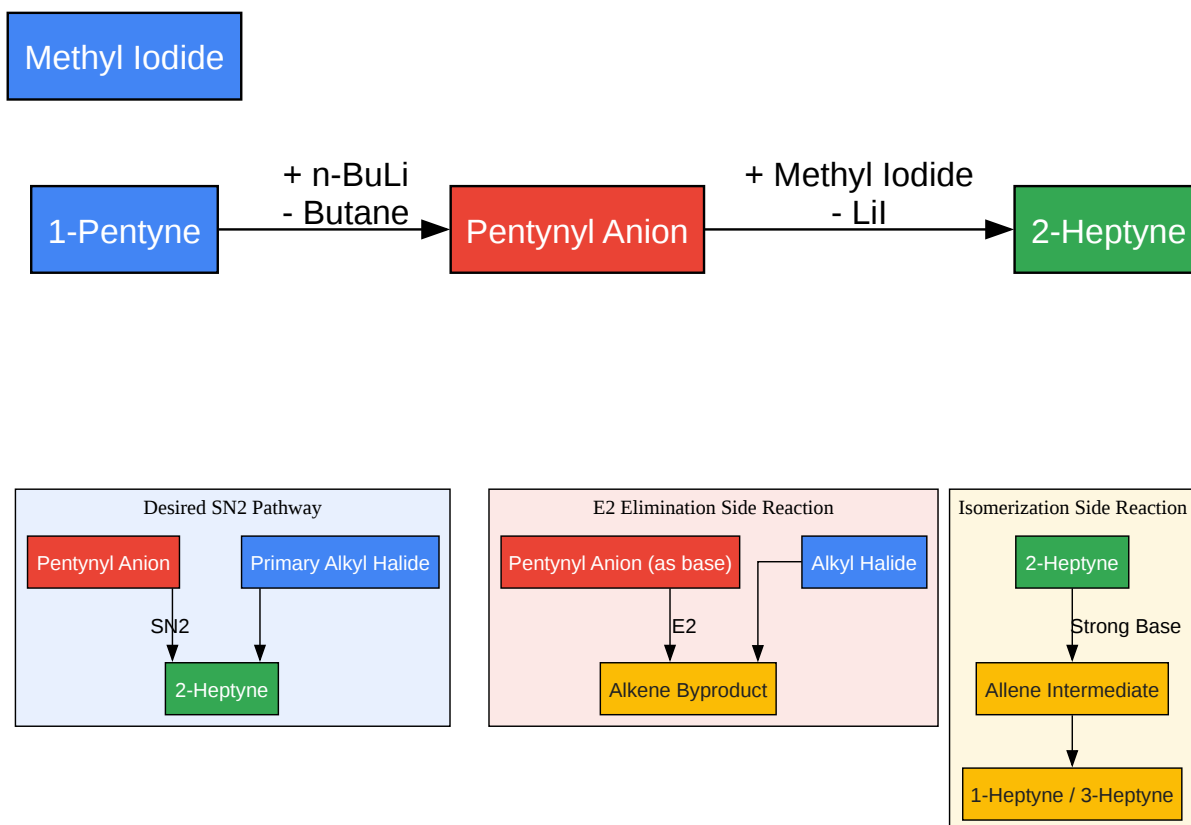 Methyl Iodide
+ n-BuLi
- Butane
+ Methyl Iodide
- LiI
1-Pentyne
Pentynyl Anion
2-Heptyne
Desired SN2 Pathway
Pentynyl Anion
Primary Alkyl Halide
SN2
2-Heptyne
E2 Elimination Side Reaction
Pentynyl Anion (as base)
Alkyl Halide
E2
Alkene Byproduct
Isomerization Side Reaction
2-Heptyne
Strong Base
Allene Intermediate
1-Heptyne / 3-Heptyne